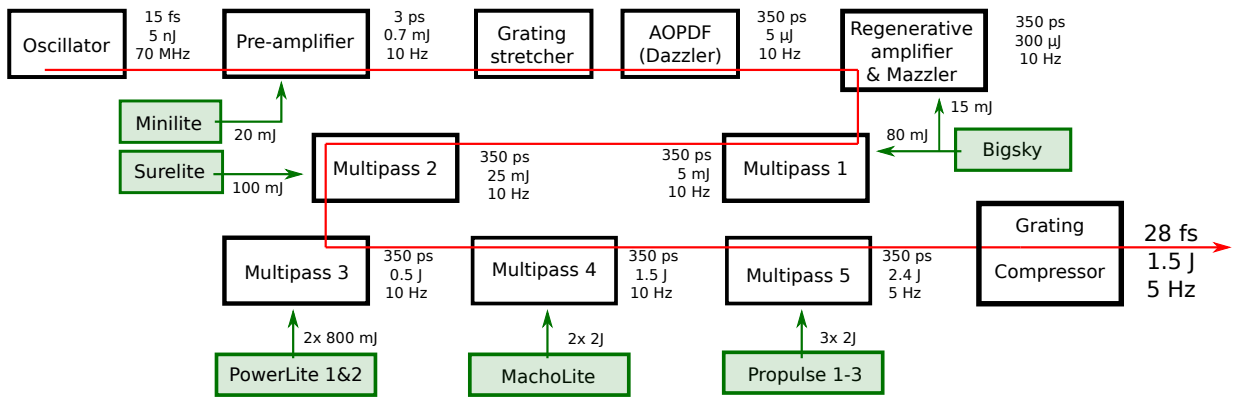 Oscillator
15 fs
5 nJ
70 MHz
Pre-amplifier
3 ps
0.7 mJ
10 Hz
Grating
stretcher
AOPDF
(Dazzler)
350 ps
5 µJ
10 Hz
Regenerative
amplifier
& Mazzler
350 ps
300 µJ
10 Hz
Minilite
20 mJ
15 mJ
80 mJ
Bigsky
Surelite
100 mJ
Multipass 2
350 ps
25 mJ
10 Hz
350 ps
5 mJ
10 Hz
Multipass 1
Multipass 3
350 ps
0.5 J
10 Hz
Multipass 4
350 ps
1.5 J
10 Hz
Multipass 5
350 ps
2.4 J
5 Hz
Grating
Compressor
28 fs
1.5 J
5 Hz
2x 800 mJ
2x 2J
3x 2J
PowerLite 1&2
MachoLite
Propulse 1-3